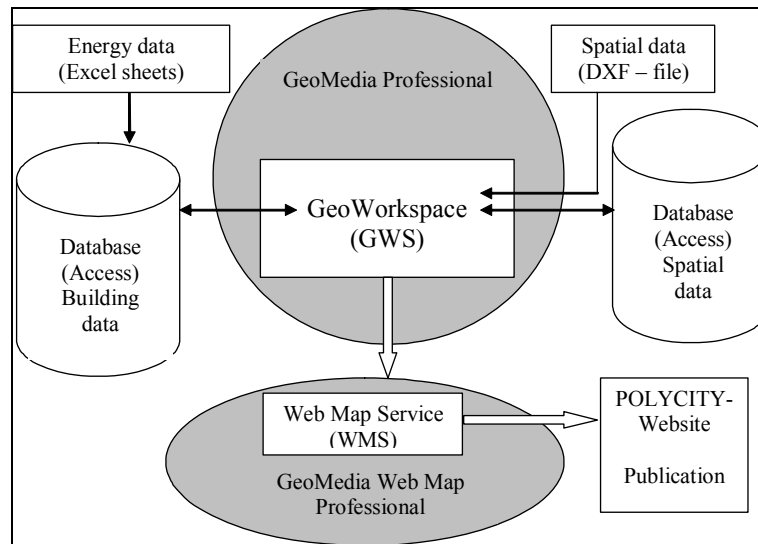 Energy data
(Excel sheets)
GeoMedia Professional
Spatial data
(DXF – file)
GeoWorkspace
(GWS)
Database
(Access)
Building
data
Database
(Access)
Spatial
data
Web Map Service
(WMS)
GeoMedia Web Map
Professional
POLYCITY-
Website
Publication